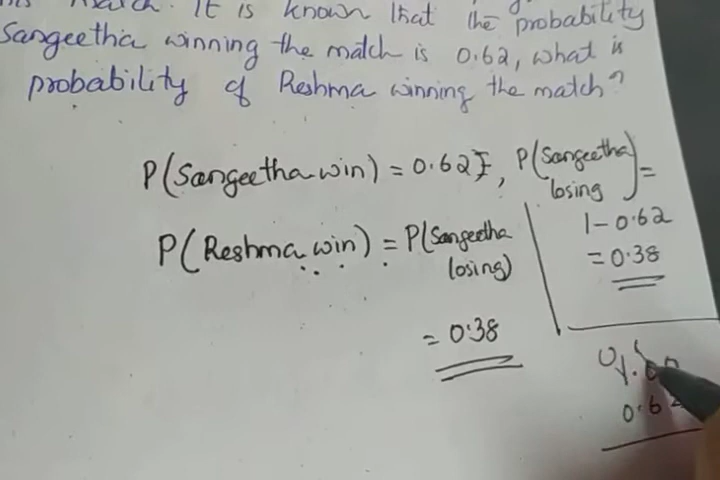 match. It is known that the probability
Sangeetha winning the match is 0.62, what is
probability of Reshma winning the match?
P(Sangeetha win) = 0.62, P(Sangeetha losing) =
1 - 0.62
= 0.38
P(Reshma win) = P(Sangeetha losing)
= 0.38
0.62